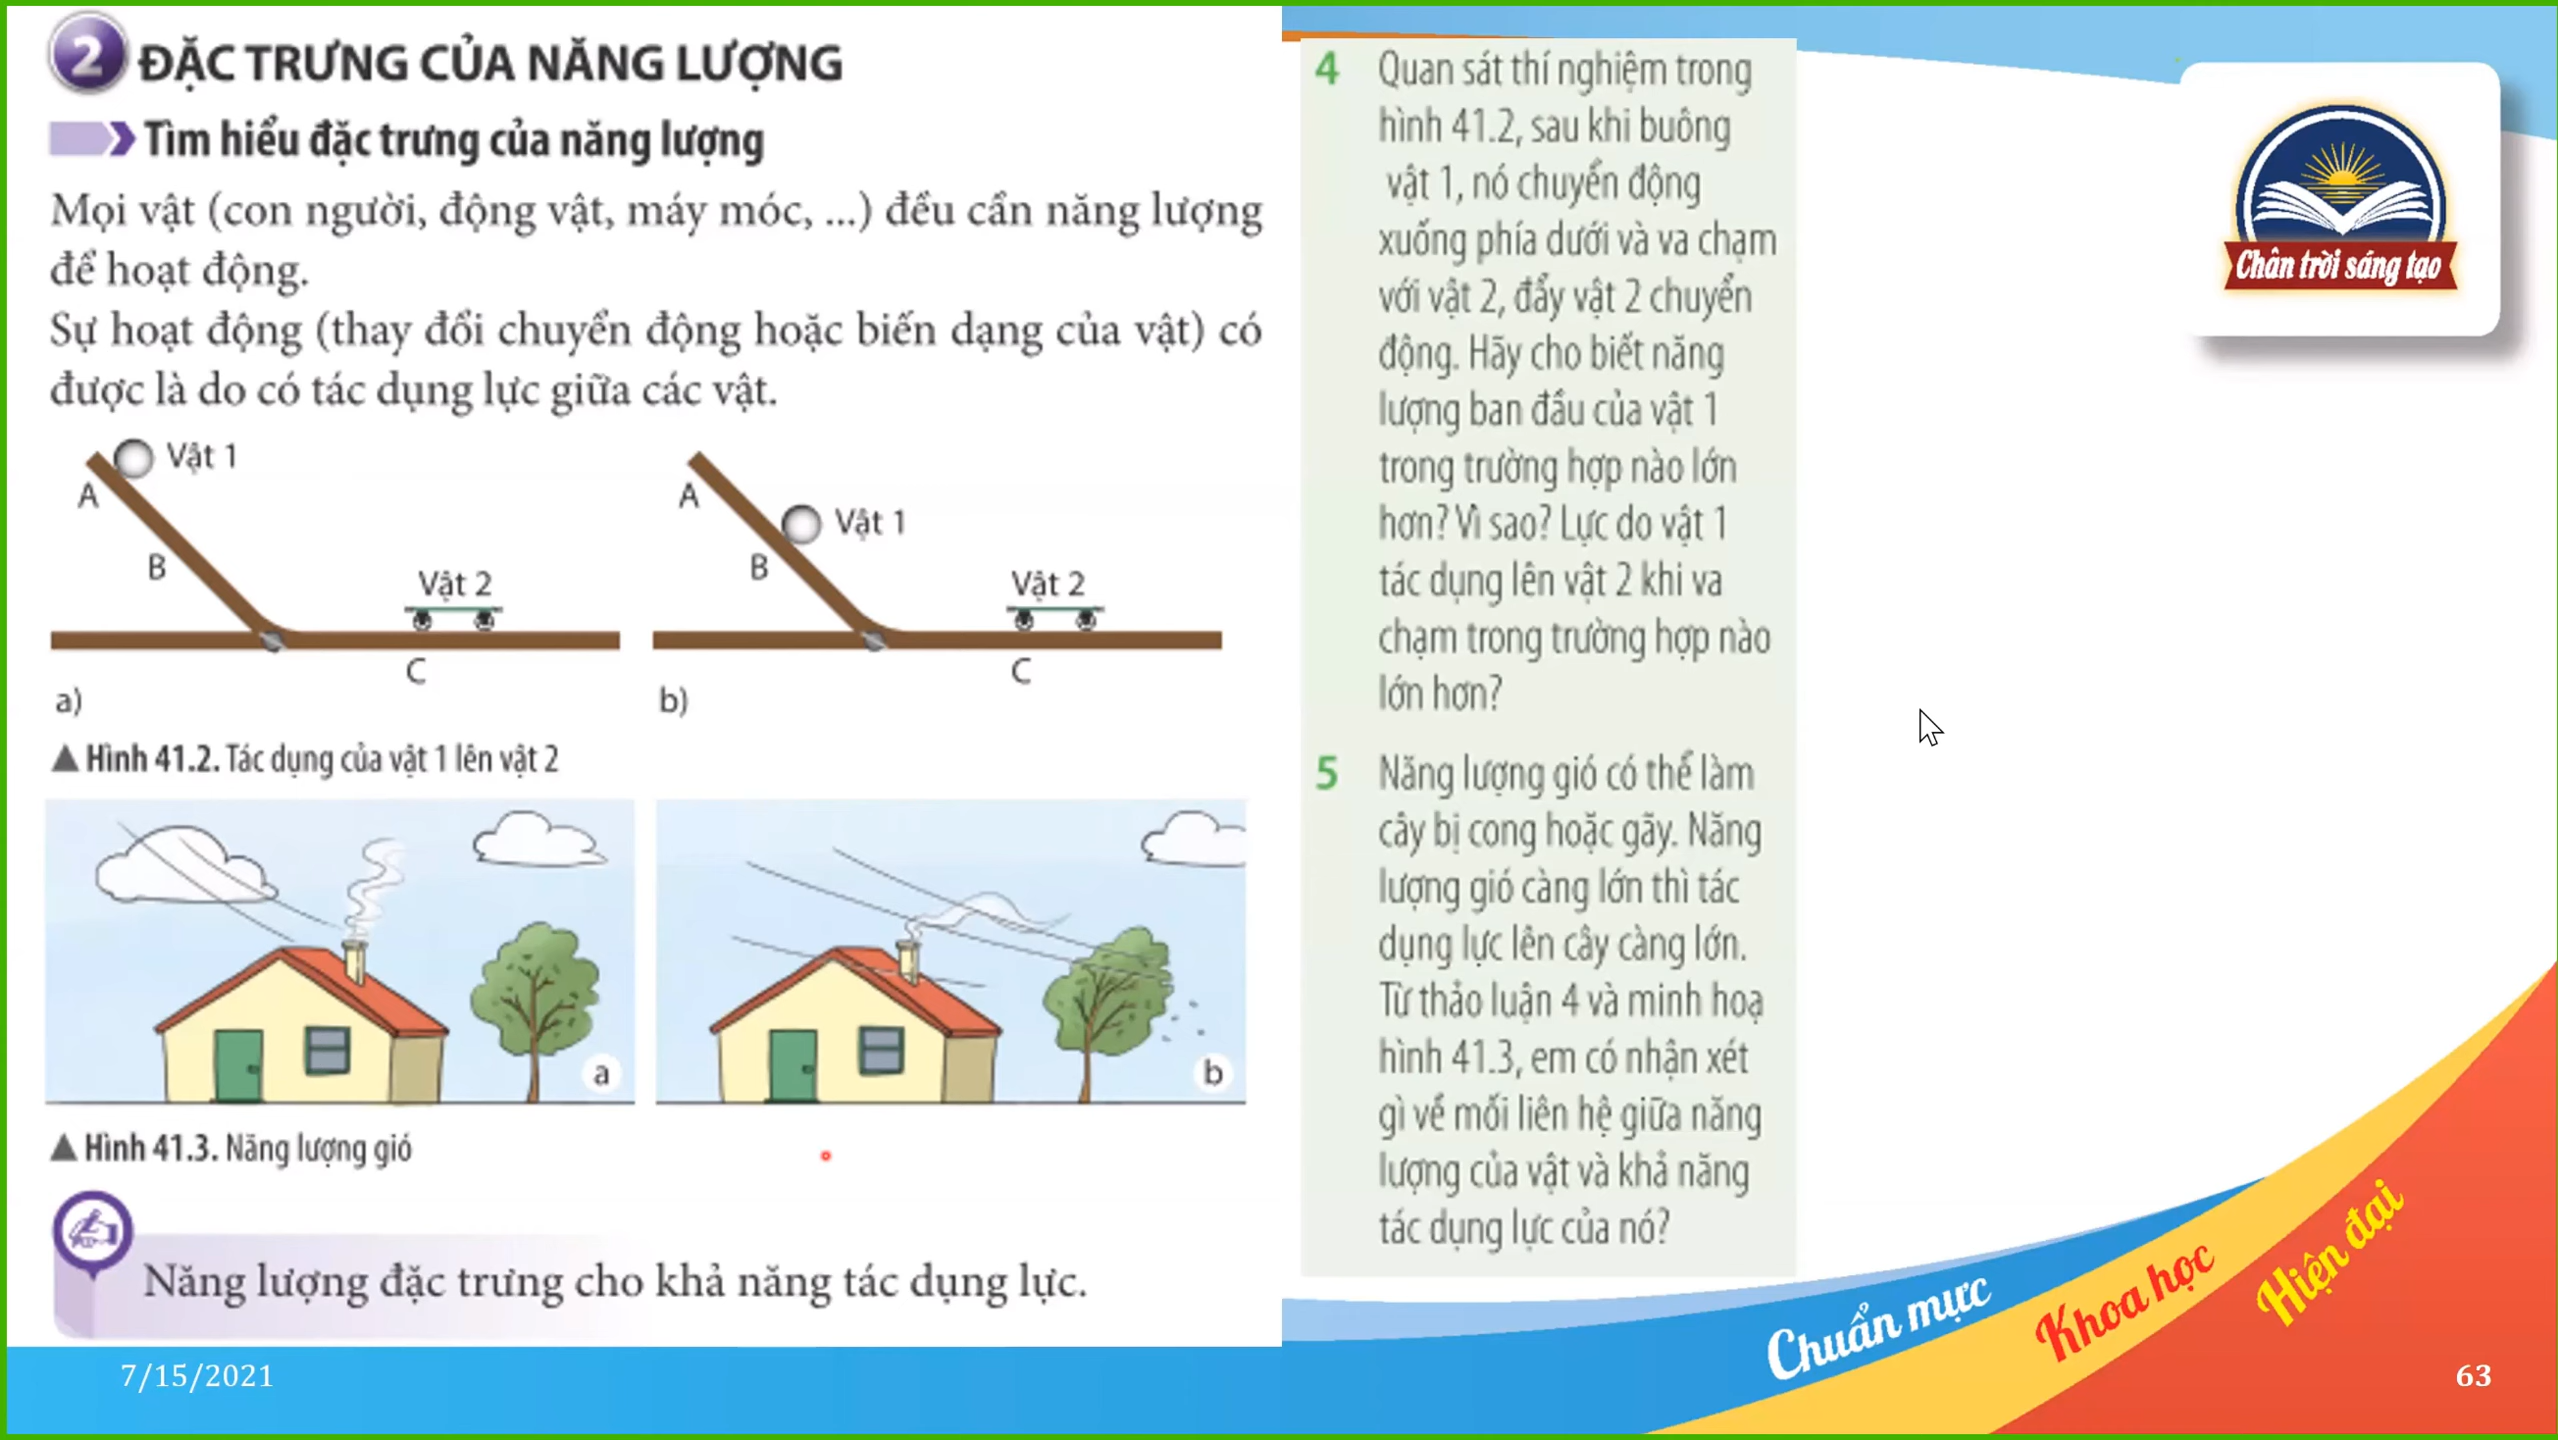 2 ĐẶC TRƯNG CỦA NĂNG LƯỢNG
Tìm hiểu đặc trưng của năng lượng
Mọi vật (con người, động vật, máy móc, ...) đều cần năng lượng
để hoạt động.
Sự hoạt động (thay đổi chuyển động hoặc biến dạng của vật) có
được là do có tác dụng lực giữa các vật.
Vật 1
A
B
Vật 2
C
a)
Vật 1
A
B
Vật 2
C
b)
▲ Hình 41.2. Tác dụng của vật 1 lên vật 2
a
b
▲ Hình 41.3. Năng lượng gió
Năng lượng đặc trưng cho khả năng tác dụng lực.
4 Quan sát thí nghiệm trong
hình 41.2, sau khi buông
vật 1, nó chuyển động
xuống phía dưới và va chạm
với vật 2, đẩy vật 2 chuyển
động. Hãy cho biết năng
lượng ban đầu của vật 1
trong trường hợp nào lớn
hơn? Vì sao? Lực do vật 1
tác dụng lên vật 2 khi va
chạm trong trường hợp nào
lớn hơn?
5 Năng lượng gió có thể làm
cây bị cong hoặc gãy. Năng
lượng gió càng lớn thì tác
dụng lực lên cây càng lớn.
Từ thảo luận 4 và minh hoạ
hình 41.3, em có nhận xét
gì về mối liên hệ giữa năng
lượng của vật và khả năng
tác dụng lực của nó?
Chân trời sáng tạo
Chuẩn mực
Khoa học
Hiện đại
7/15/2021
63